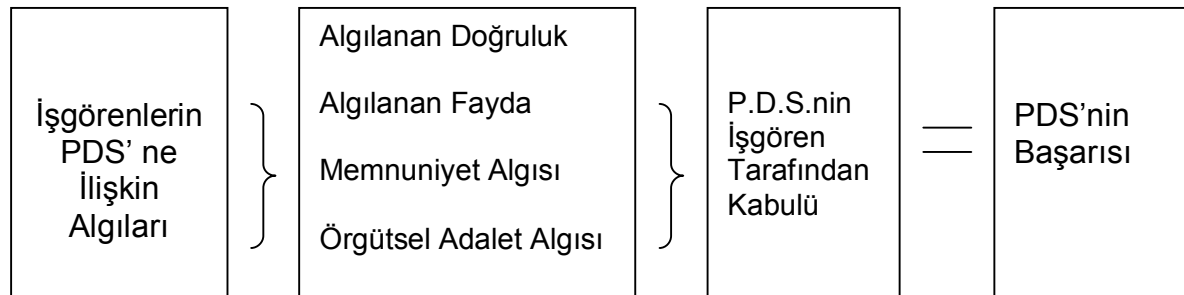 İşgörenlerin
PDS’ ne
İlişkin
Algıları
Algılanan Doğruluk
Algılanan Fayda
Memnuniyet Algısı
Örgütsel Adalet Algısı
P.D.S.nin
İşgören
Tarafından
Kabulü
PDS’nin
Başarısı